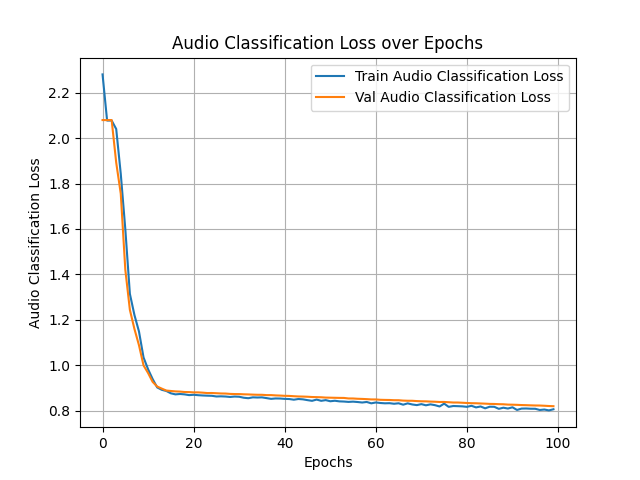 Audio Classification Loss over Epochs
Train Audio Classification Loss
Val Audio Classification Loss
Audio Classification Loss
2.2
2.0
1.8
1.6
1.4
1.2
1.0
0.8
0 20 40 60 80 100
Epochs